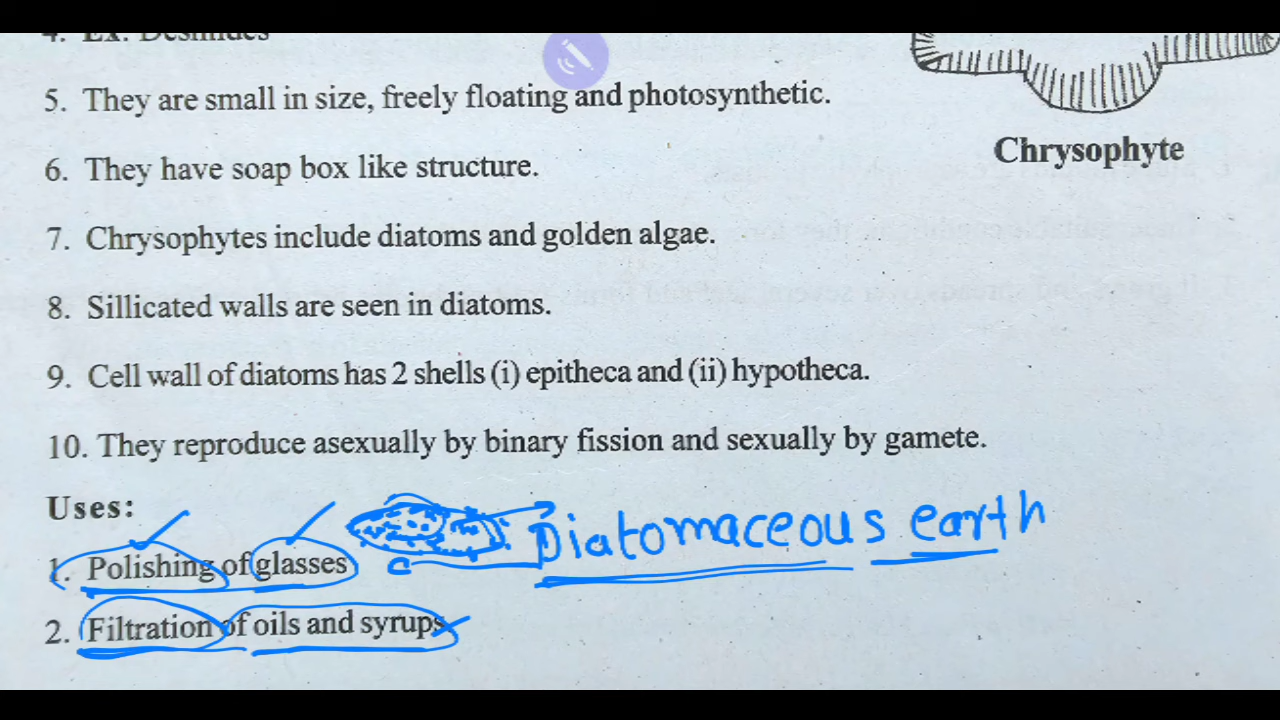 4. Ex: Desmides
5. They are small in size, freely floating and photosynthetic.
Chrysophyte
6. They have soap box like structure.
7. Chrysophytes include diatoms and golden algae.
8. Sillicated walls are seen in diatoms.
9. Cell wall of diatoms has 2 shells (i) epitheca and (ii) hypotheca.
10. They reproduce asexually by binary fission and sexually by gamete.
Uses:
Diatomaceous earth
1. Polishing of glasses
2. Filtration of oils and syrups